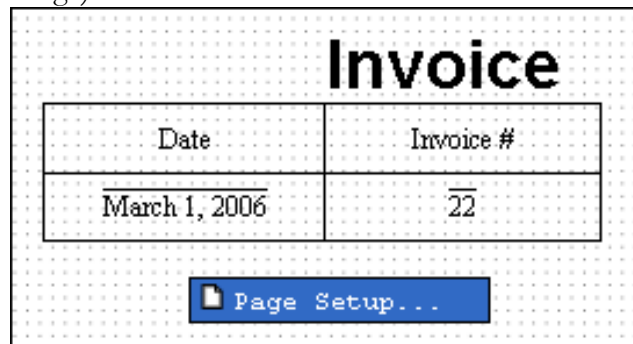 Invoice
Date Invoice #
March 1, 2006 22
Page Setup...